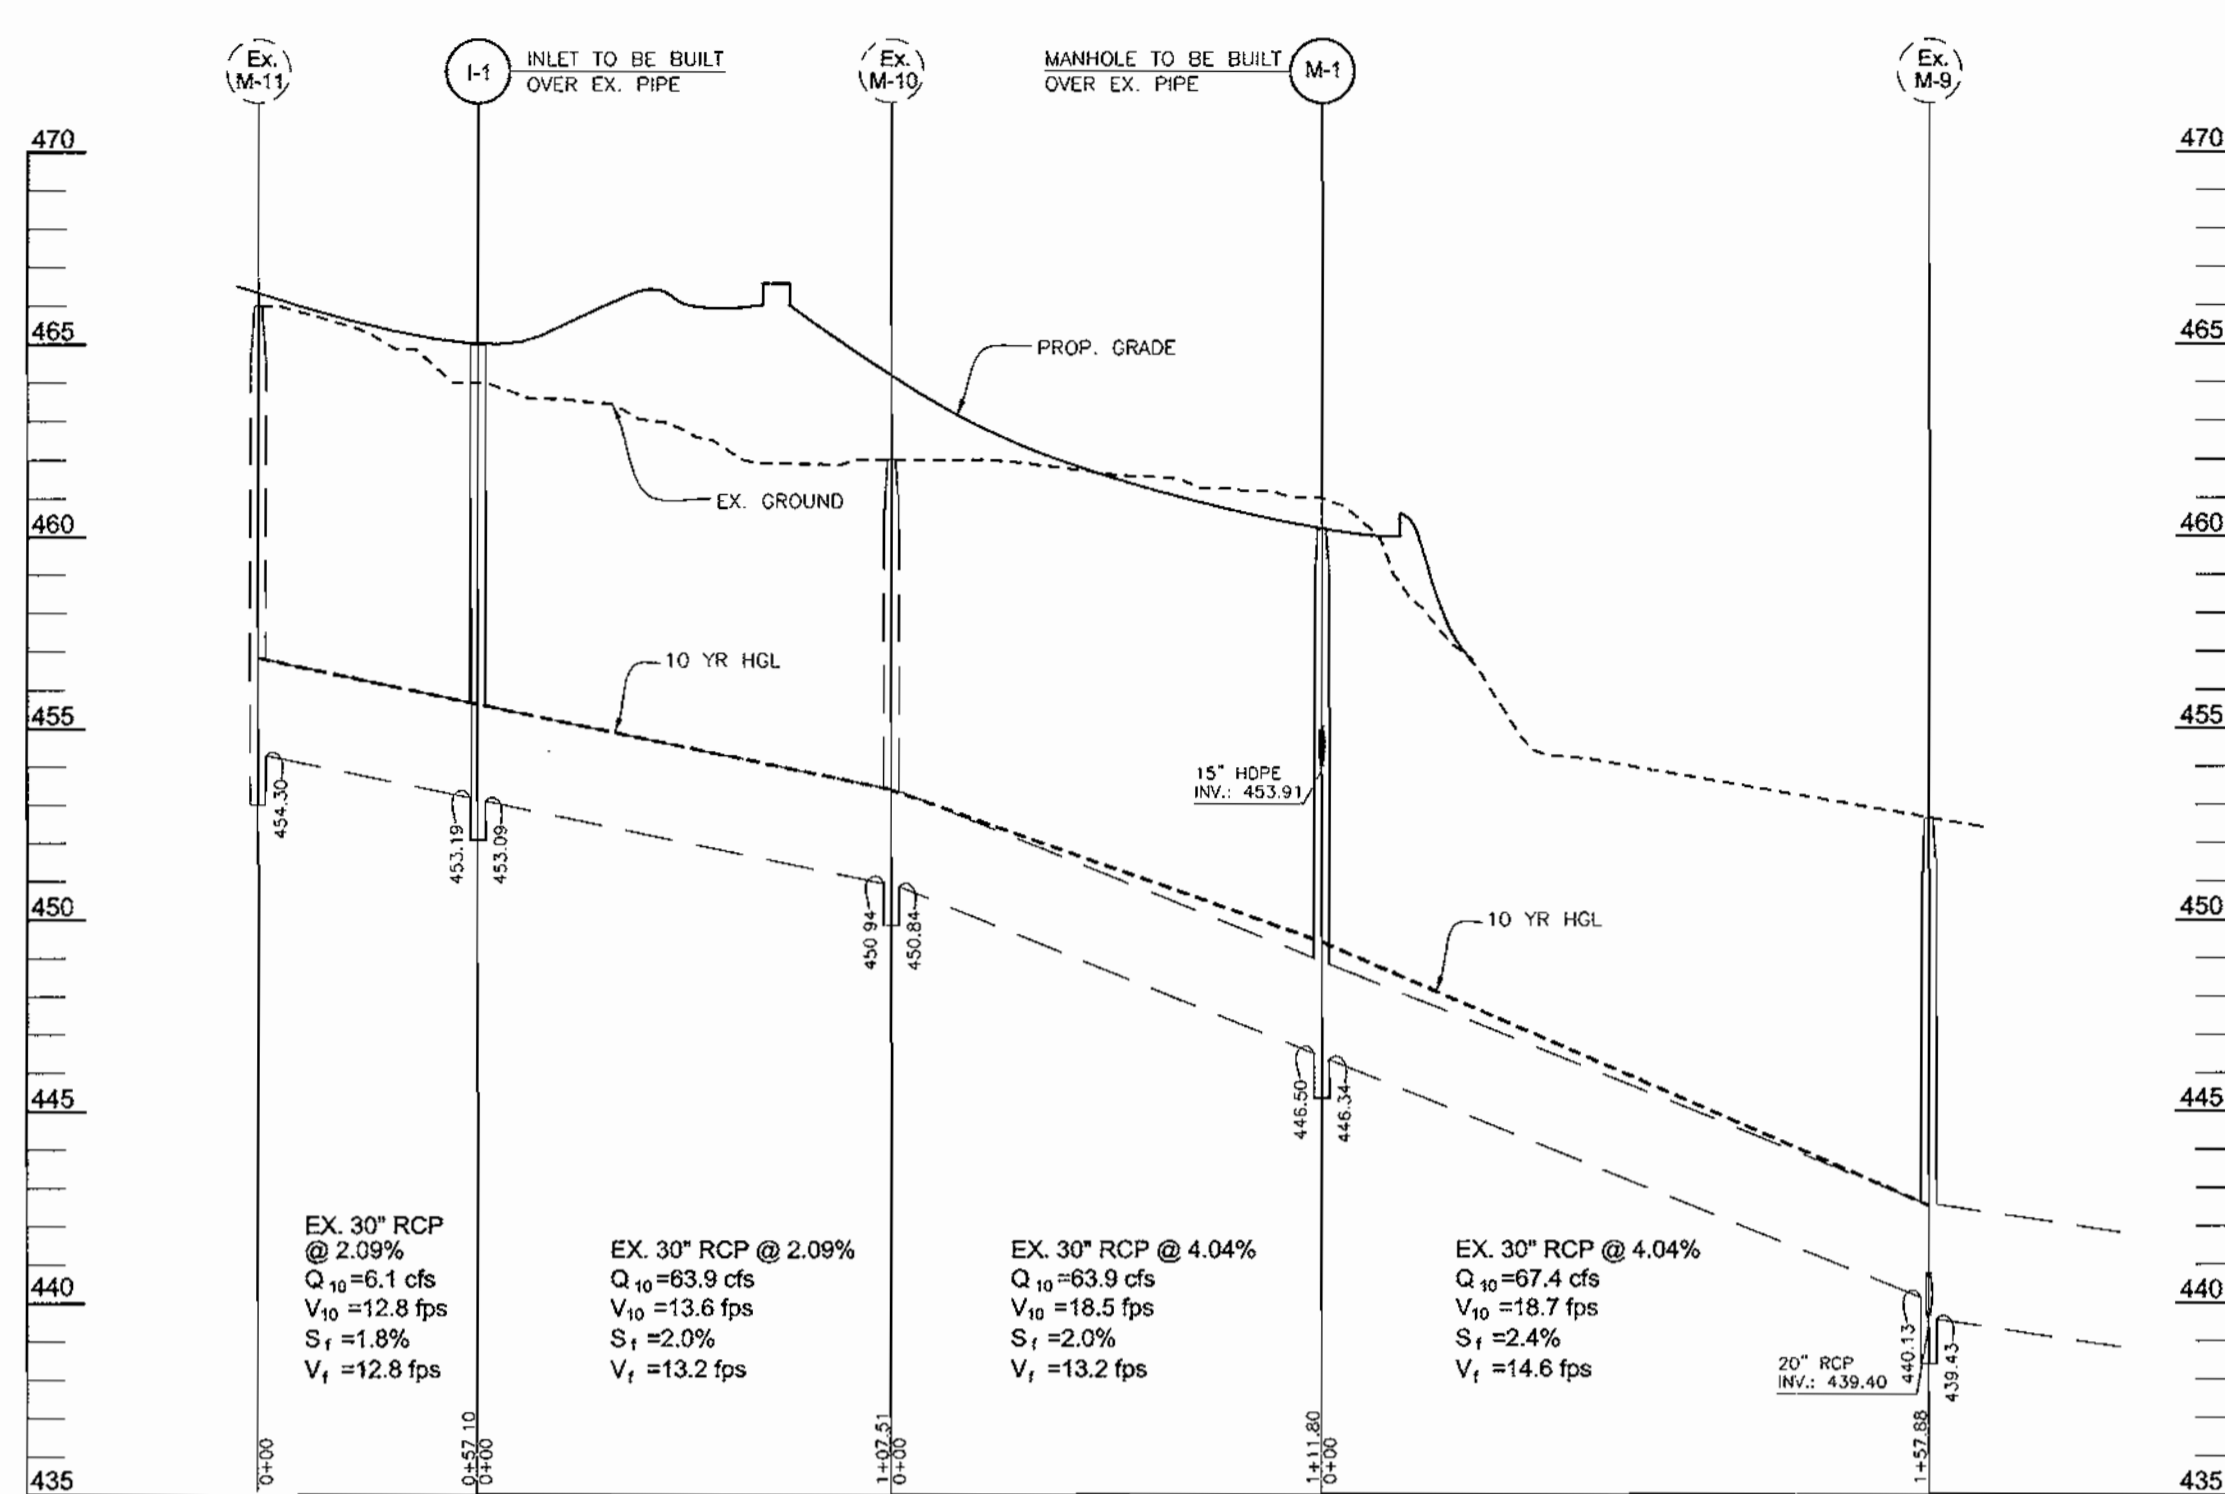 Ex.
M-11
I-1
INLET TO BE BUILT
OVER EX. PIPE
Ex.
M-10
MANHOLE TO BE BUILT
OVER EX. PIPE
M-1
Ex.
M-9
470
470
465
465
PROP. GRADE
EX. GROUND
460
460
10 YR HGL
455
455
15" HDPE
INV.: 453.91
454.30
453.19
453.09
450
450
450.94
450.84
10 YR HGL
445
445
446.50
446.34
EX. 30" RCP
@ 2.09%
Q10=6.1 cfs
V10 =12.8 fps
Sf =1.8%
Vf =12.8 fps
EX. 30" RCP @ 2.09%
Q10=63.9 cfs
V10 =13.6 fps
Sf =2.0%
Vf =13.2 fps
EX. 30" RCP @ 4.04%
Q10=63.9 cfs
V10 =18.5 fps
Sf =2.0%
Vf =13.2 fps
EX. 30" RCP @ 4.04%
Q10=67.4 cfs
V10 =18.7 fps
Sf =2.4%
Vf =14.6 fps
440
440
20" RCP
INV.: 439.40
440.13
439.43
435
435
0+00
0+57.10
0+00
1+07.51
0+00
1+11.80
0+00
1+57.88